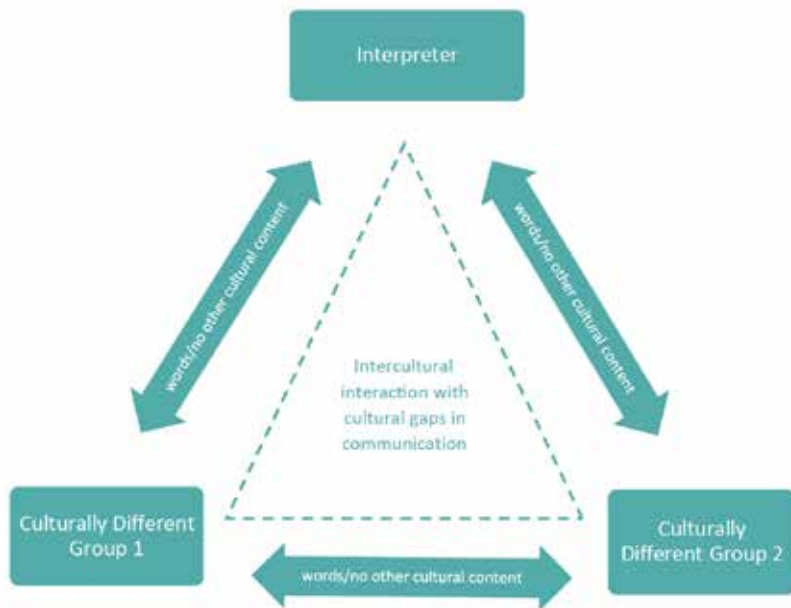 Interpreter
words/no other cultural content
words/no other cultural content
Intercultural
interaction with
cultural gaps in
communication
Culturally Different
Group 1
Culturally
Different Group 2
words/no other cultural content